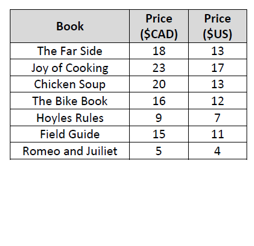 Book Price ($CAD) Price ($US)
The Far Side 18 13
Joy of Cooking 23 17
Chicken Soup 20 13
The Bike Book 16 12
Hoyles Rules 9 7
Field Guide 15 11
Romeo and Juiliet 5 4